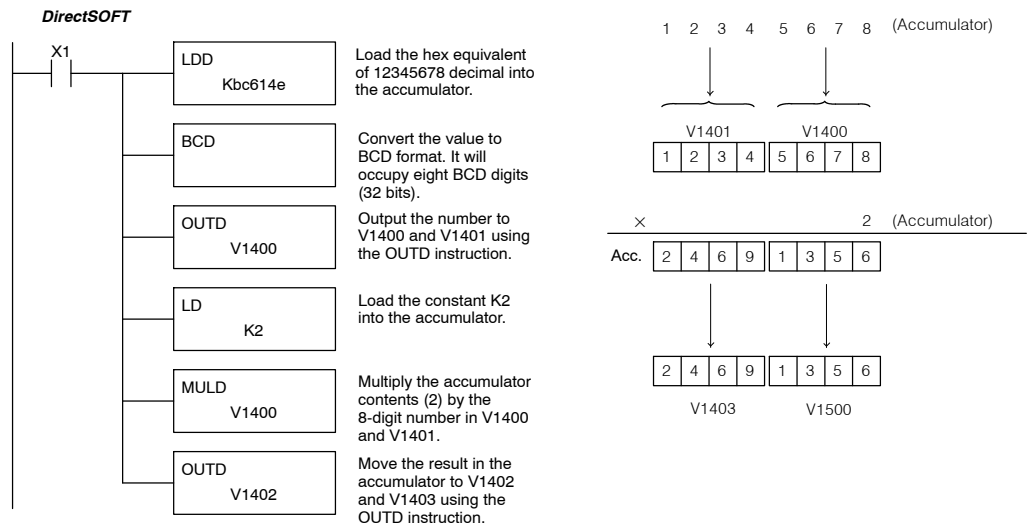 DirectSOFT
X1
LDD
Kbc614e
Load the hex equivalent
of 12345678 decimal into
the accumulator.
BCD
Convert the value to
BCD format. It will
occupy eight BCD digits
(32 bits).
OUTD
V1400
Output the number to
V1400 and V1401 using
the OUTD instruction.
LD
K2
Load the constant K2
into the accumulator.
MULD
V1400
Multiply the accumulator
contents (2) by the
8-digit number in V1400
and V1401.
OUTD
V1402
Move the result in the
accumulator to V1402
and V1403 using the
OUTD instruction.
1 2 3 4 5 6 7 8 (Accumulator)
V1401 V1400
1 2 3 4 5 6 7 8
× 2 (Accumulator)
Acc. 2 4 6 9 1 3 5 6
2 4 6 9 1 3 5 6
V1403 V1500